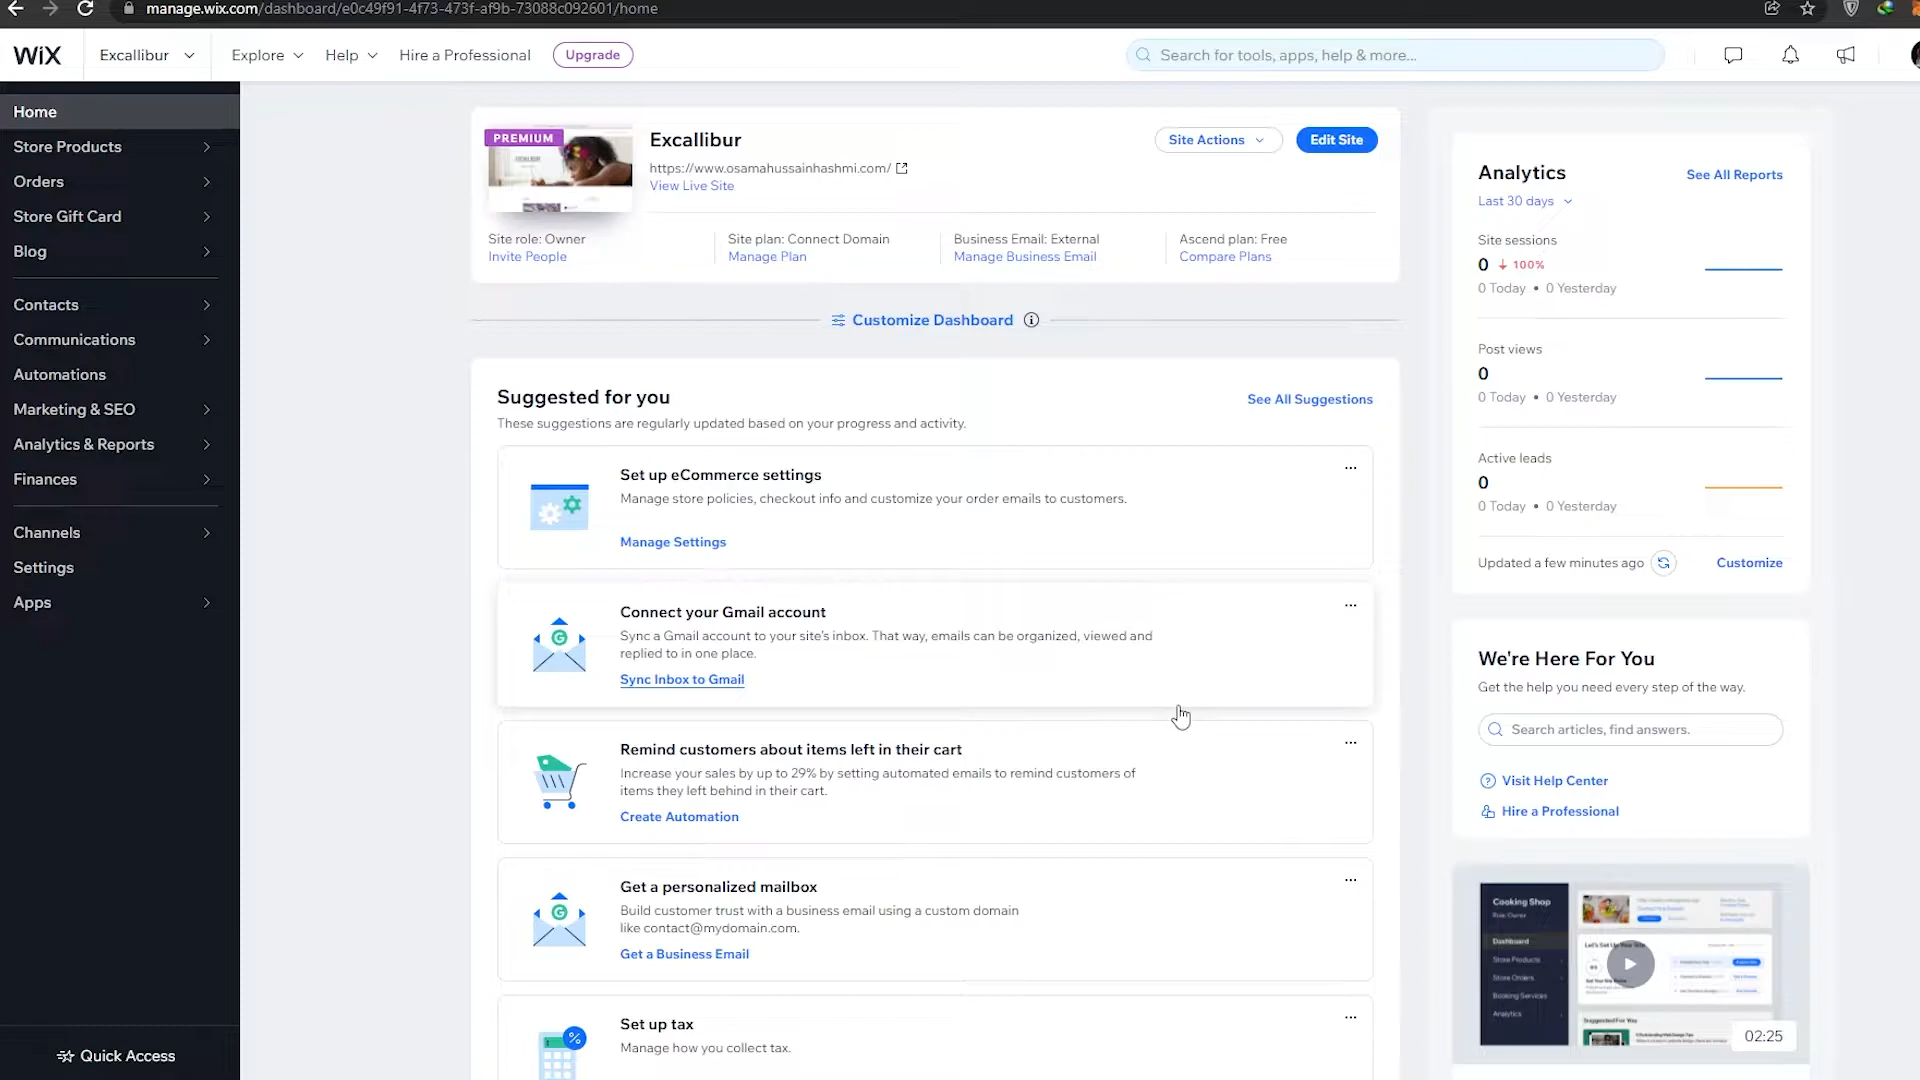 manage.wix.com/dashboard/e0c49f91-4f73-473f-af9b-73088c092601/home
WiX
Excallibur
Explore
Help
Hire a Professional
Upgrade
Search for tools, apps, help & more...
Home
Store Products
Orders
Store Gift Card
Blog
Contacts
Communications
Automations
Marketing & SEO
Analytics & Reports
Finances
Channels
Settings
Apps
Quick Access
PREMIUM
Excallibur
https://www.osamahussainhashmi.com/
View Live Site
Site Actions
Edit Site
Site role: Owner
Invite People
Site plan: Connect Domain
Manage Plan
Business Email: External
Manage Business Email
Ascend plan: Free
Compare Plans
Customize Dashboard
Suggested for you
See All Suggestions
These suggestions are regularly updated based on your progress and activity.
Set up eCommerce settings
Manage store policies, checkout info and customize your order emails to customers.
Manage Settings
Connect your Gmail account
Sync a Gmail account to your site's inbox. That way, emails can be organized, viewed and
replied to in one place.
Sync Inbox to Gmail
Remind customers about items left in their cart
Increase your sales by up to 29% by setting automated emails to remind customers of
items they left behind in their cart.
Create Automation
Get a personalized mailbox
Build customer trust with a business email using a custom domain
like contact@mydomain.com.
Get a Business Email
Set up tax
Manage how you collect tax.
Analytics
See All Reports
Last 30 days
Site sessions
0 ↓ 100%
0 Today • 0 Yesterday
Post views
0
0 Today • 0 Yesterday
Active leads
0
0 Today • 0 Yesterday
Updated a few minutes ago
Customize
We're Here For You
Get the help you need every step of the way.
Search articles, find answers.
Visit Help Center
Hire a Professional
Cooking Shop
Dashboard
Store Products
Store Orders
Booking Services
Analytics
Suggested For You
02:25